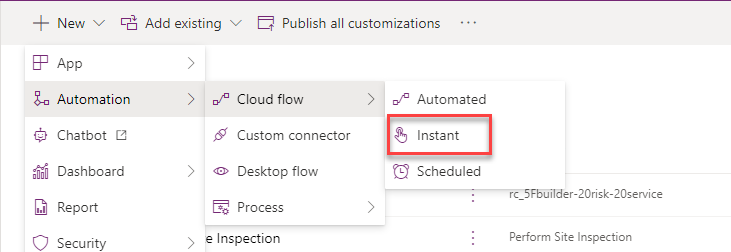 New
Add existing
Publish all customizations
App
Automation
Cloud flow
Automated
Chatbot
Custom connector
Instant
Dashboard
Desktop flow
Scheduled
Report
Process
rc_5Fbuilder-20risk-20service
Security
e Inspection
Perform Site Inspection